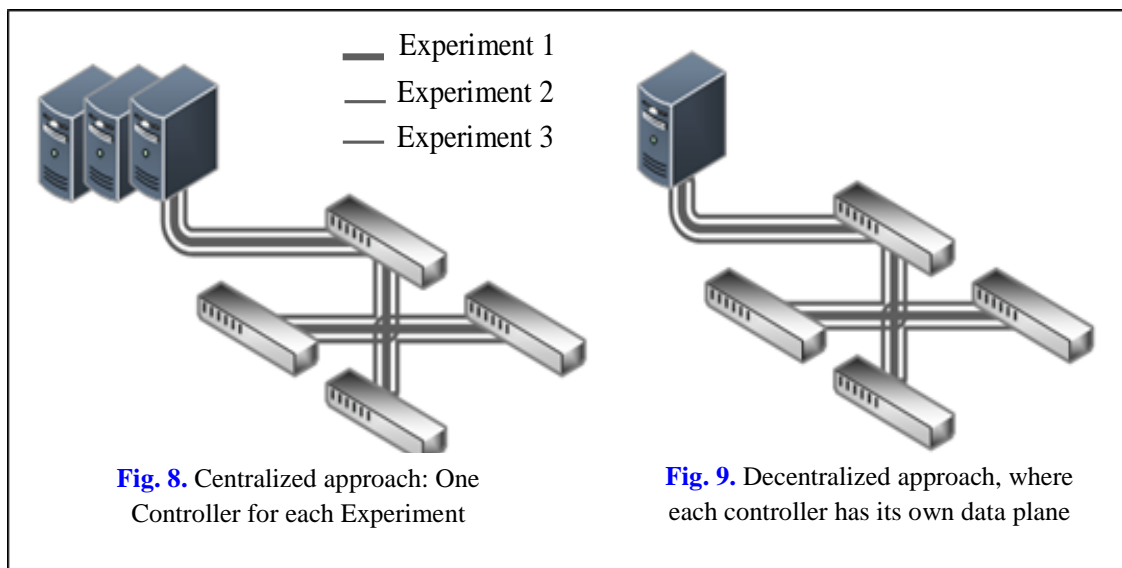 Experiment 1
Experiment 2
Experiment 3
Fig. 8. Centralized approach: One
Controller for each Experiment
Fig. 9. Decentralized approach, where
each controller has its own data plane